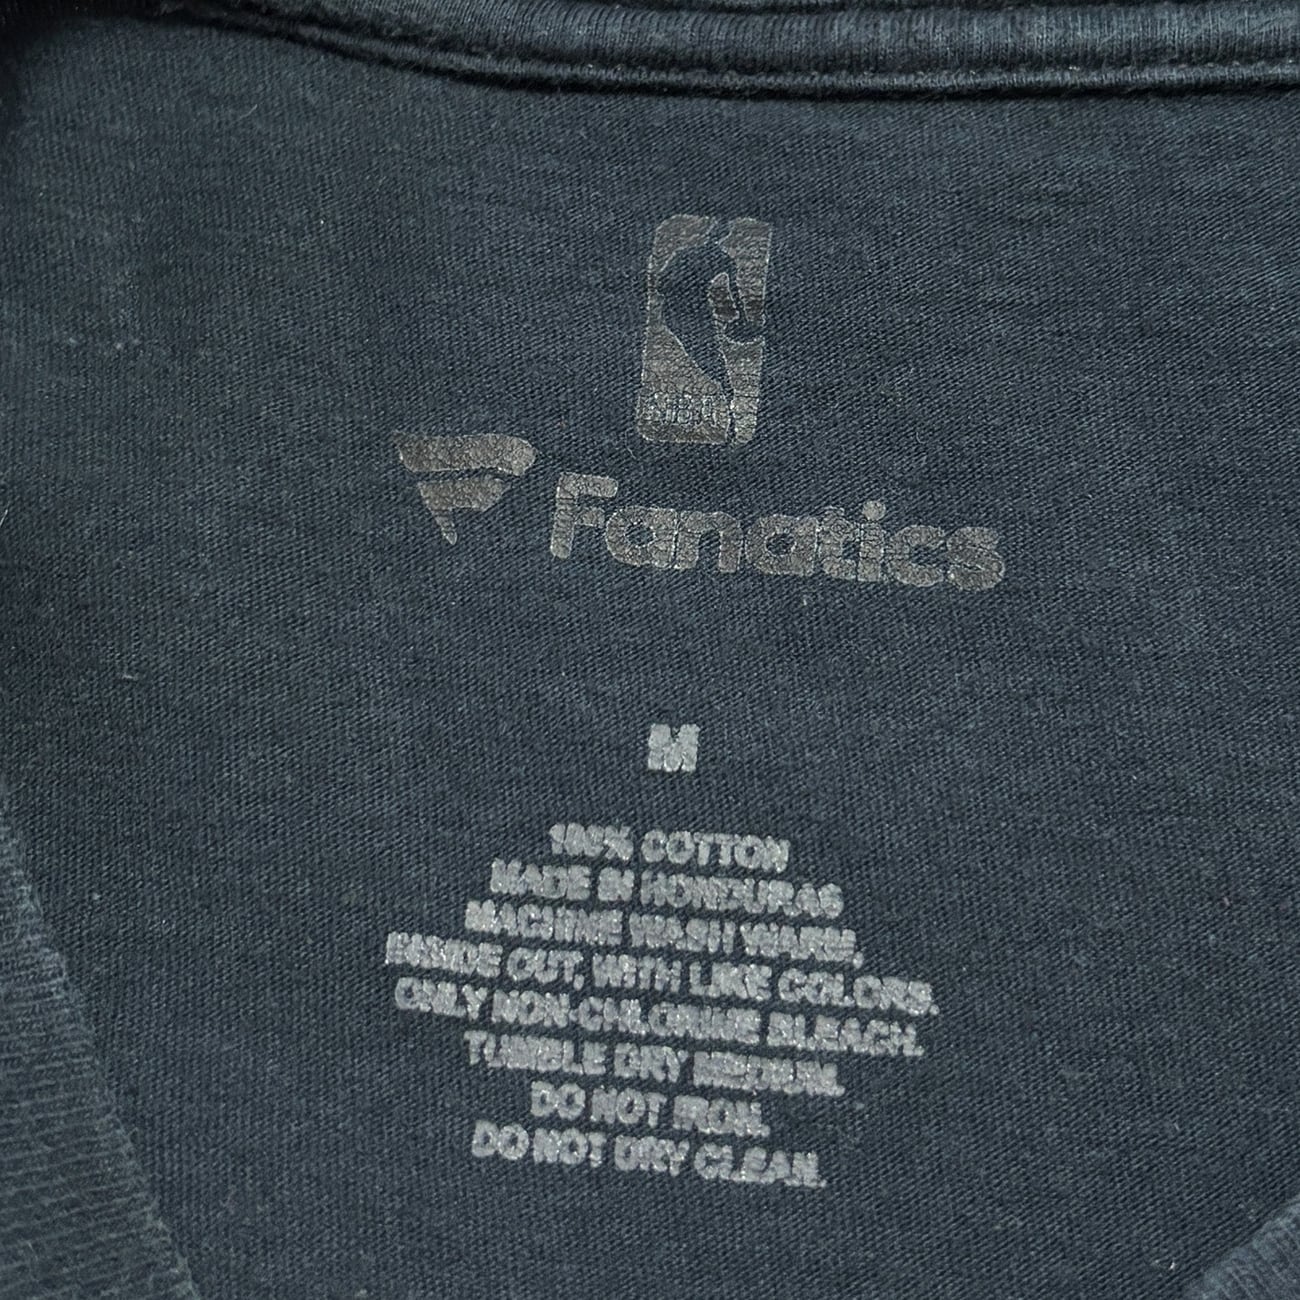 NBA
Fanatics
M
100% COTTON
MADE IN HONDURAS
MACHINE WASH WARM,
INSIDE OUT, WITH LIKE COLORS.
ONLY NON-CHLORINE BLEACH.
TUMBLE DRY MEDIUM.
DO NOT IRON.
DO NOT DRY CLEAN.